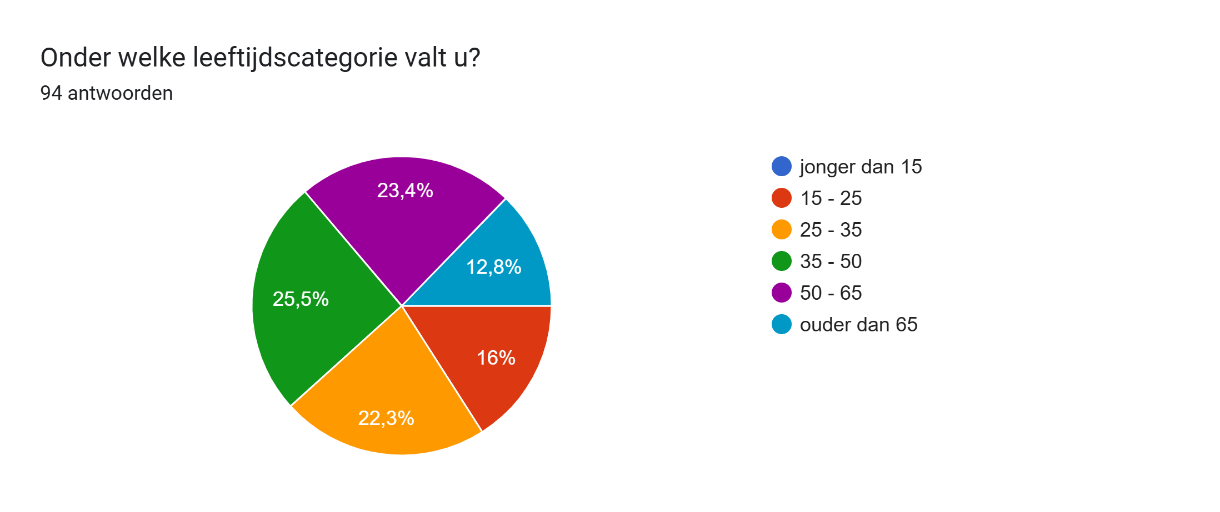 Onder welke leeftijdscategorie valt u?
94 antwoorden
23,4%
12,8%
25,5%
16%
22,3%
jonger dan 15
15 - 25
25 - 35
35 - 50
50 - 65
ouder dan 65